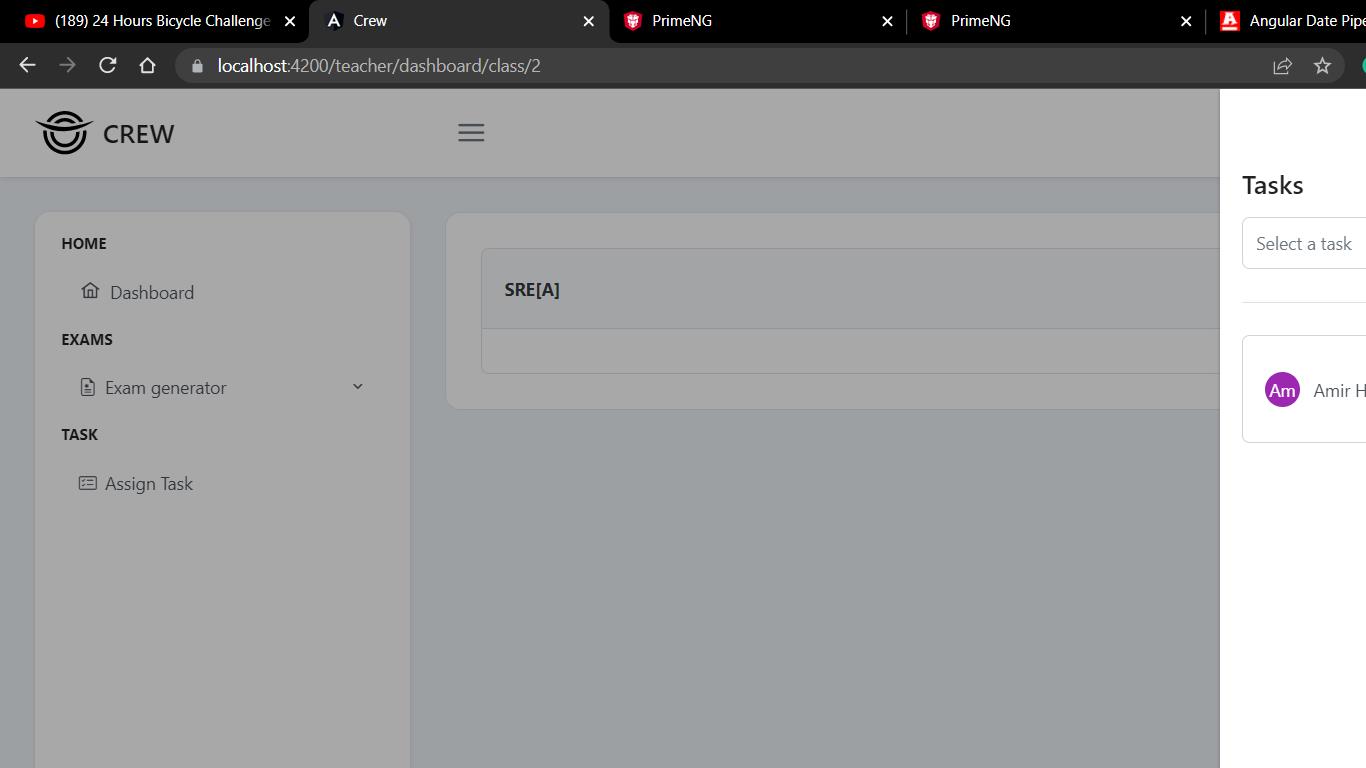 (189) 24 Hours Bicycle Challenge
Crew
PrimeNG
PrimeNG
Angular Date Pipe
localhost:4200/teacher/dashboard/class/2
CREW
HOME
Dashboard
EXAMS
Exam generator
TASK
Assign Task
SRE[A]
Tasks
Select a task
Am
Amir H